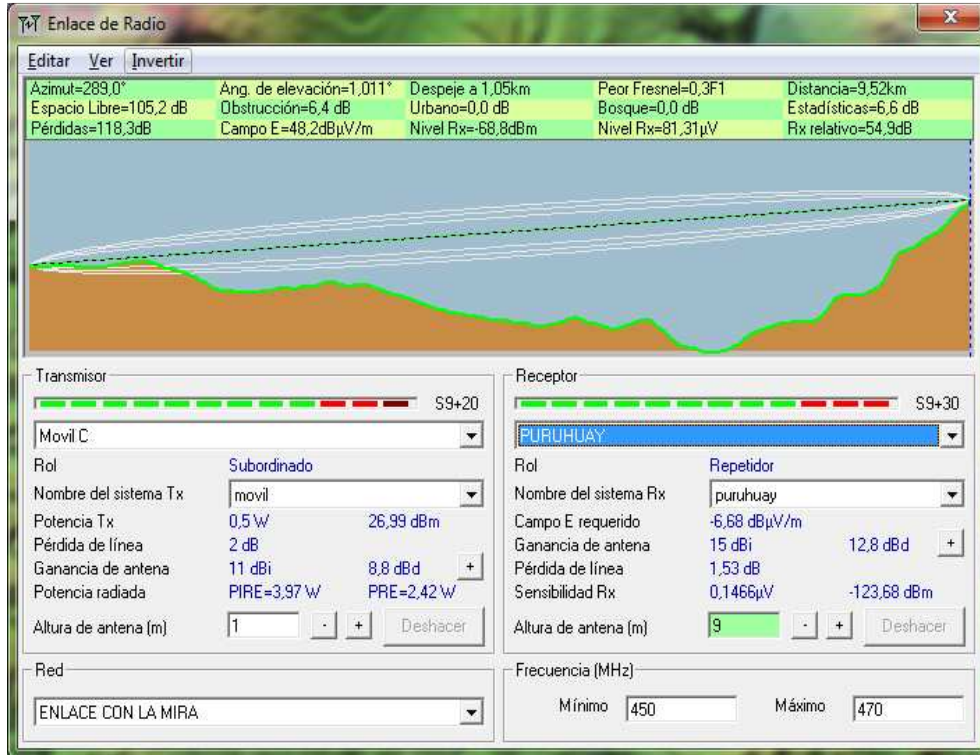 Enlace de Radio
Editar Ver Invertir
Azimut=289,0° Ang. de elevación=1,011° Despeje a 1,05km Peor Fresnel=0,3F1 Distancia=9,52km
Espacio Libre=105,2 dB Obstrucción=6,4 dB Urbano=0,0 dB Bosque=0,0 dB Estadísticas=6,6 dB
Pérdidas=118,3dB Campo E=48,2dBµV/m Nivel Rx=-68,8dBm Nivel Rx=81,31µV Rx relativo=54,9dB
Transmisor
S9+20
Movil C
Rol Subordinado
Nombre del sistema Tx movil
Potencia Tx 0,5 W 26,99 dBm
Pérdida de línea 2 dB
Ganancia de antena 11 dBi 8,8 dBd +
Potencia radiada PIRE=3,97 W PRE=2,42 W
Altura de antena (m) 1 - + Deshacer
Receptor
S9+30
PURUHUAY
Rol Repetidor
Nombre del sistema Rx puruhuay
Campo E requerido -6,68 dBµV/m
Ganancia de antena 15 dBi 12,8 dBd +
Pérdida de línea 1,53 dB
Sensibilidad Rx 0,1466µV -123,68 dBm
Altura de antena (m) 9 - + Deshacer
Red
ENLACE CON LA MIRA
Frecuencia (MHz)
Mínimo 450 Máximo 470